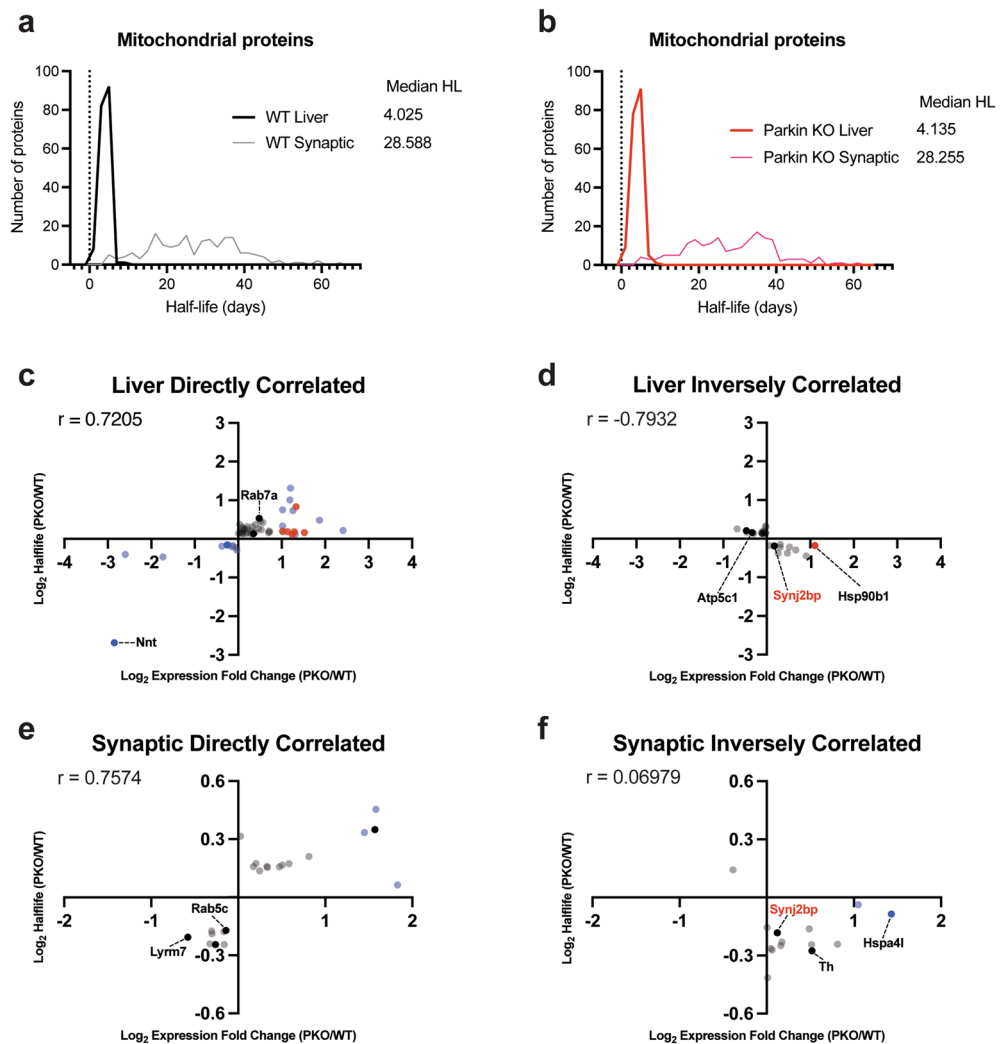 a
Mitochondrial proteins
Number of proteins
100
80
60
40
20
0
0
20
40
60
Half-life (days)
Median HL
WT Liver 4.025
WT Synaptic 28.588
b
Mitochondrial proteins
Number of proteins
100
80
60
40
20
0
0
20
40
60
Half-life (days)
Median HL
Parkin KO Liver 4.135
Parkin KO Synaptic 28.255
c
Liver Directly Correlated
r = 0.7205
Log2 Halflife (PKO/WT)
3
2
1
-1
-2
-3
-4 -3 -2 -1 0 1 2 3 4
Rab7a
Nnt
Log2 Expression Fold Change (PKO/WT)
d
Liver Inversely Correlated
r = -0.7932
Log2 Halflife (PKO/WT)
3
2
1
-1
-2
-3
-4 -3 -2 -1 0 1 2 3 4
Atp5c1
Synj2bp
Hsp90b1
Log2 Expression Fold Change (PKO/WT)
e
Synaptic Directly Correlated
r = 0.7574
Log2 Halflife (PKO/WT)
0.6
0.3
-0.3
-0.6
-2 -1 0 1 2
Rab5c
Lyrm7
Log2 Expression Fold Change (PKO/WT)
f
Synaptic Inversely Correlated
r = 0.06979
Log2 Halflife (PKO/WT)
0.6
0.3
-0.3
-0.6
-2 -1 0 1 2
Synj2bp
Hspa4l
Th
Log2 Expression Fold Change (PKO/WT)